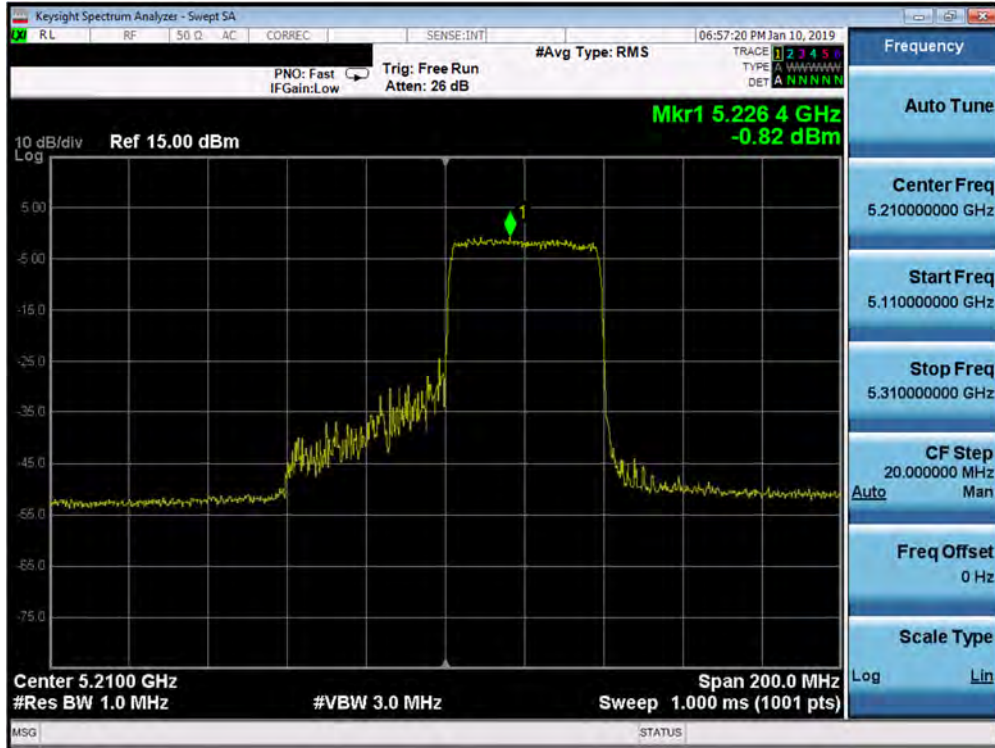 Keysight Spectrum Analyzer - Swept SA
LXI RL RF 50 Ω AC CORREC SENSE:INT 06:57:20 PM Jan 10, 2019
#Avg Type: RMS TRACE 1 2 3 4 5 6
PNO: Fast Trig: Free Run TYPE A WWWWW
IFGain:Low Atten: 26 dB DET A N N N N N
Mkr1 5.226 4 GHz
-0.82 dBm
10 dB/div Ref 15.00 dBm
Log
1
5.00
-5.00
-15.0
-25.0
-35.0
-45.0
-55.0
-65.0
-75.0
Center 5.2100 GHz Span 200.0 MHz
#Res BW 1.0 MHz #VBW 3.0 MHz Sweep 1.000 ms (1001 pts)
MSG STATUS
Frequency
Auto Tune
Center Freq
5.210000000 GHz
Start Freq
5.110000000 GHz
Stop Freq
5.310000000 GHz
CF Step
20.000000 MHz
Auto Man
Freq Offset
0 Hz
Scale Type
Log Lin